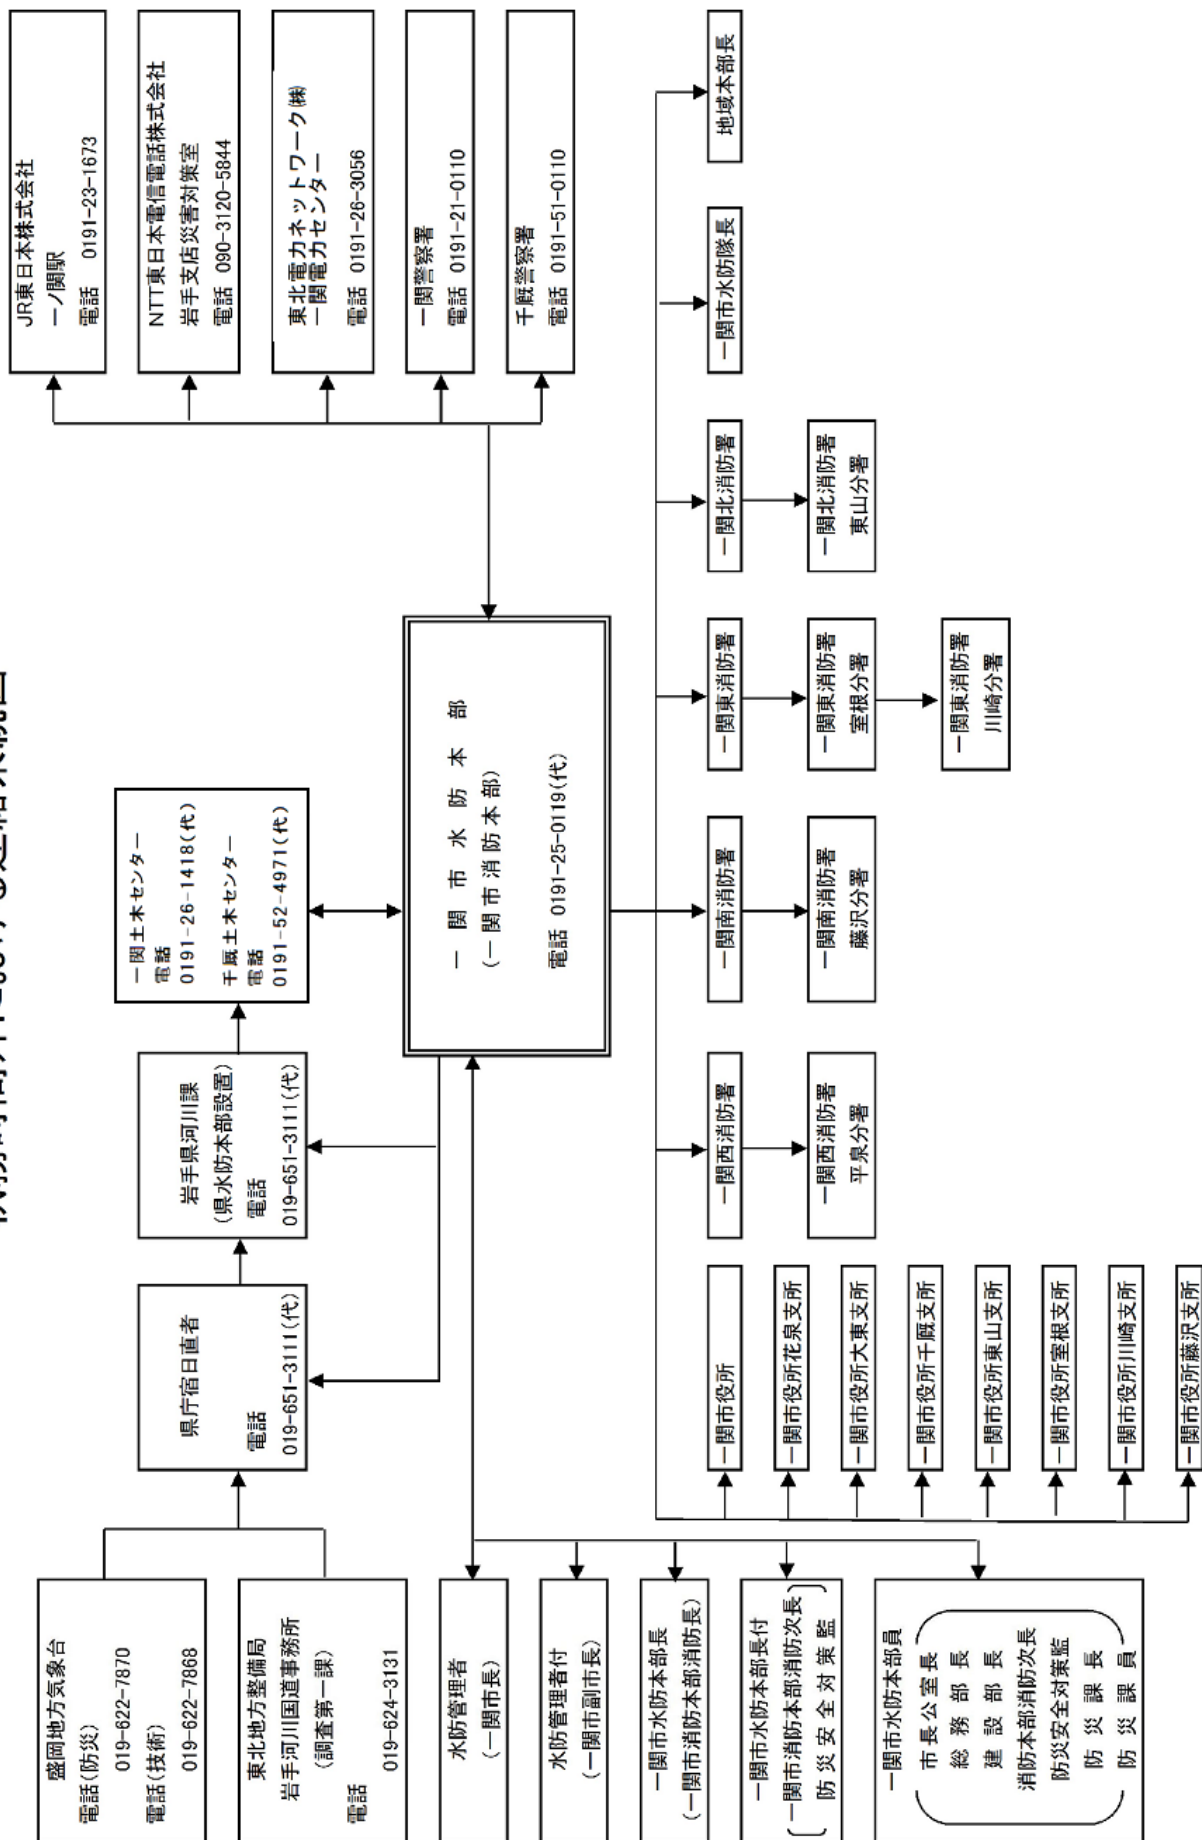 盛岡地方気象台
電話(防災)
019-622-7870
電話(技術)
019-622-7868
東北地方整備局
岩手河川国道事務所
(調査第一課)
電話
019-624-3131
水防管理者
(一関市長)
水防管理者付
(一関市副市長)
一関市水防本部長
(一関市消防本部消防長)
一関市水防本部長付
一関市消防本部消防次長
防災安全対策監
一関市水防本部員
市長公室長
総務部長
建設部長
消防本部消防次長
防災安全対策監
防災課長
防災課員
県庁宿日直者
電話
019-651-3111(代)
岩手県河川課
(県水防本部設置)
電話
019-651-3111(代)
一関土木センター
電話
0191-26-1418(代)
千厩土木センター
電話
0191-52-4971(代)
一関市水防本部
(一関市消防本部)
電話 0191-25-0119(代)
JR東日本株式会社
一ノ関駅
電話 0191-23-1673
NTT東日本電信電話株式会社
岩手支店災害対策室
電話 090-3120-5844
東北電力ネットワーク㈱
一関電力センター
電話 0191-26-3056
一関警察署
電話 0191-21-0110
千厩警察署
電話 0191-51-0110
一関市役所
一関市役所花泉支所
一関市役所大東支所
一関市役所千厩支所
一関市役所東山支所
一関市役所室根支所
一関市役所川崎支所
一関市役所藤沢支所
一関西消防署
一関西消防署
平泉分署
一関南消防署
一関南消防署
藤沢分署
一関東消防署
一関東消防署
室根分署
一関東消防署
川崎分署
一関北消防署
一関北消防署
東山分署
一関市水防隊長
地域本部長